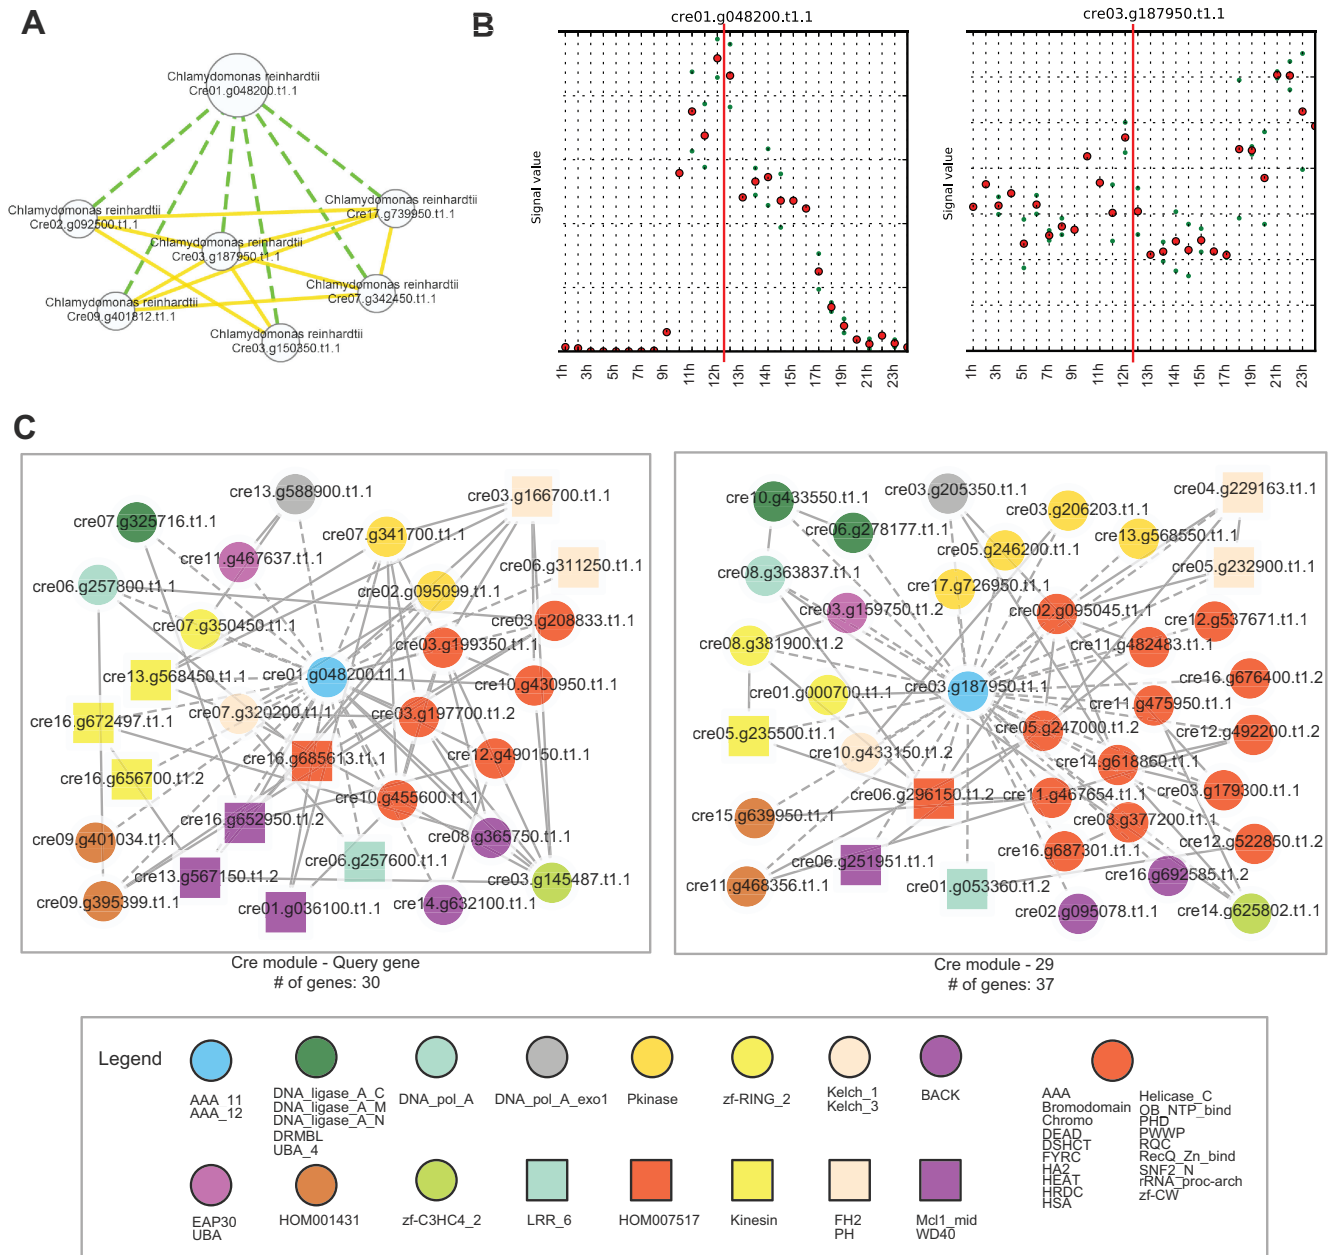 A
Chlamydomonas reinhardtii
Cre01.g048200.t1.1
Chlamydomonas reinhardtii
Cre02.g092500.t1.1
Chlamydomonas reinhardtii
Cre17.g739950.t1.1
Chlamydomonas reinhardtii
Cre03.g187950.t1.1
Chlamydomonas reinhardtii
Cre07.g342450.t1.1
Chlamydomonas reinhardtii
Cre09.g401812.t1.1
Chlamydomonas reinhardtii
Cre03.g150350.t1.1
B
cre01.g048200.t1.1
Signal value
1h 3h 5h 7h 9h 11h 12h 13h 14h 15h 17h 19h 21h 23h
cre03.g187950.t1.1
Signal value
1h 3h 5h 7h 9h 11h 12h 13h 14h 15h 17h 19h 21h 23h
C
cre13.g588900.t1.1
cre03.g166700.t1.1
cre07.g325716.t1.1
cre07.g341700.t1.1
cre11.g467637.t1.1
cre06.g311250.t1.1
cre06.g257800.t1.1
cre02.g095099.t1.1
cre03.g208833.t1.1
cre07.g350450.t1.1
cre03.g199350.t1.1
cre13.g568450.t1.1
cre01.g048200.t1.1
cre10.g430950.t1.1
cre16.g672497.t1.1
cre07.g320200.t1.1
cre03.g197700.t1.2
cre16.g685613.t1.1
cre12.g490150.t1.1
cre16.g656700.t1.2
cre10.g455600.t1.1
cre16.g652950.t1.2
cre09.g401034.t1.1
cre08.g365750.t1.1
cre06.g257600.t1.1
cre13.g567150.t1.2
cre03.g145487.t1.1
cre09.g395399.t1.1
cre01.g036100.t1.1
cre14.g632100.t1.1
Cre module - Query gene
# of genes: 30
cre10.g433550.t1.1
cre03.g205350.t1.1
cre04.g229163.t1.1
cre03.g206203.t1.1
cre06.g278177.t1.1
cre13.g568550.t1.1
cre05.g246200.t1.1
cre05.g232900.t1.1
cre08.g363837.t1.1
cre17.g726950.t1.1
cre03.g159750.t1.2
cre02.g095045.t1.1
cre12.g537671.t1.1
cre08.g381900.t1.2
cre11.g482483.t1.1
cre16.g676400.t1.2
cre01.g000700.t1.1
cre03.g187950.t1.1
cre11.g475950.t1.1
cre05.g235500.t1.1
cre05.g247000.t1.2
cre12.g492200.t1.2
cre10.g433150.t1.2
cre14.g618860.t1.1
cre06.g296150.t1.2
cre11.g467654.t1.1
cre03.g179300.t1.1
cre15.g639950.t1.1
cre08.g377200.t1.1
cre12.g522850.t1.2
cre16.g687301.t1.1
cre06.g251951.t1.1
cre16.g692585.t1.2
cre11.g468356.t1.1
cre01.g053360.t1.2
cre02.g095078.t1.1
cre14.g625802.t1.1
Cre module - 29
# of genes: 37
Legend
AAA_11
AAA_12
DNA_ligase_A_C
DNA_ligase_A_M
DNA_ligase_A_N
DRMBL
UBA_4
DNA_pol_A
DNA_pol_A_exo1
Pkinase
zf-RING_2
Kelch_1
Kelch_3
BACK
AAA
Bromodomain
Chromo
DEAD
DSHCT
FYRC
HA2
HEAT
HRDC
HSA
Helicase_C
OB_NTP_bind
PHD
PWWP
RQC
RecQ_Zn_bind
SNF2_N
rRNA_proc-arch
zf-CW
EAP30
UBA
HOM001431
zf-C3HC4_2
LRR_6
HOM007517
Kinesin
FH2
PH
Mcl1_mid
WD40